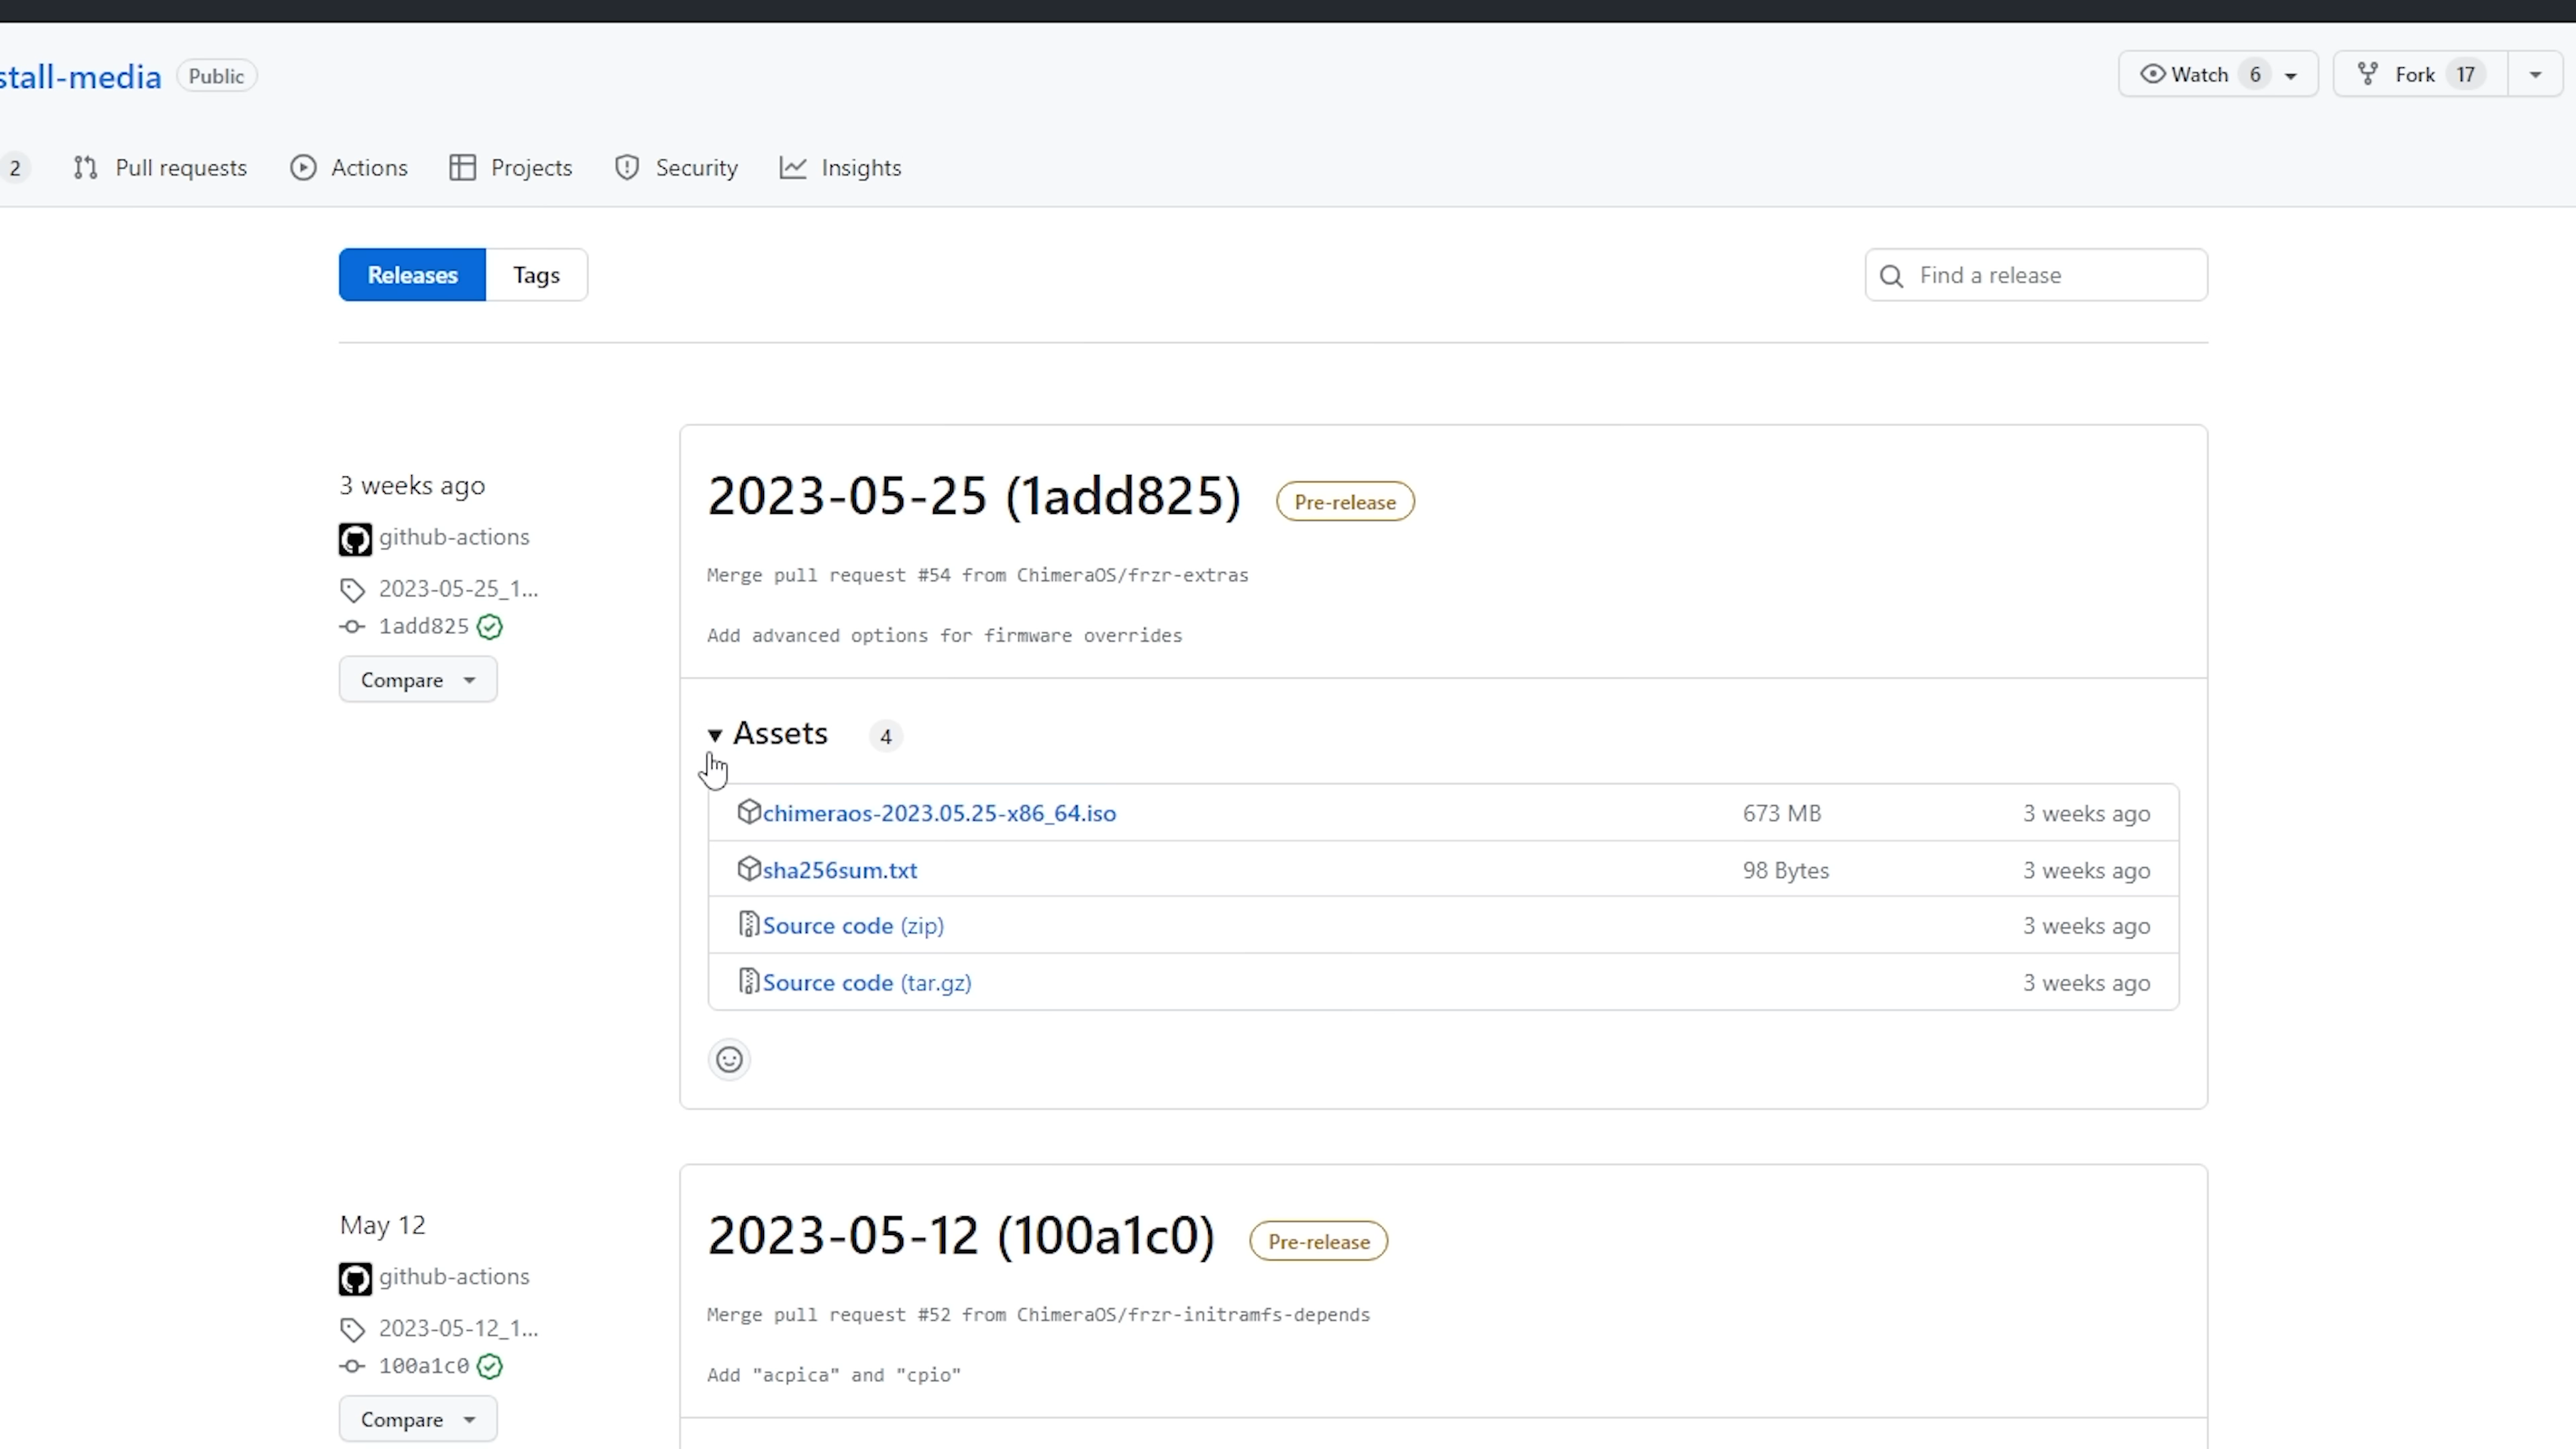 stall-media Public Watch 6 Fork 17
2 Pull requests Actions Projects Security Insights
Releases Tags Find a release
3 weeks ago
github-actions
2023-05-25_1...
1add825
Compare
2023-05-25 (1add825) Pre-release
Merge pull request #54 from ChimeraOS/frzr-extras
Add advanced options for firmware overrides
Assets 4
chimeraos-2023.05.25-x86_64.iso 673 MB 3 weeks ago
sha256sum.txt 98 Bytes 3 weeks ago
Source code (zip) 3 weeks ago
Source code (tar.gz) 3 weeks ago
May 12
github-actions
2023-05-12_1...
100a1c0
Compare
2023-05-12 (100a1c0) Pre-release
Merge pull request #52 from ChimeraOS/frzr-initramfs-depends
Add "acpica" and "cpio"